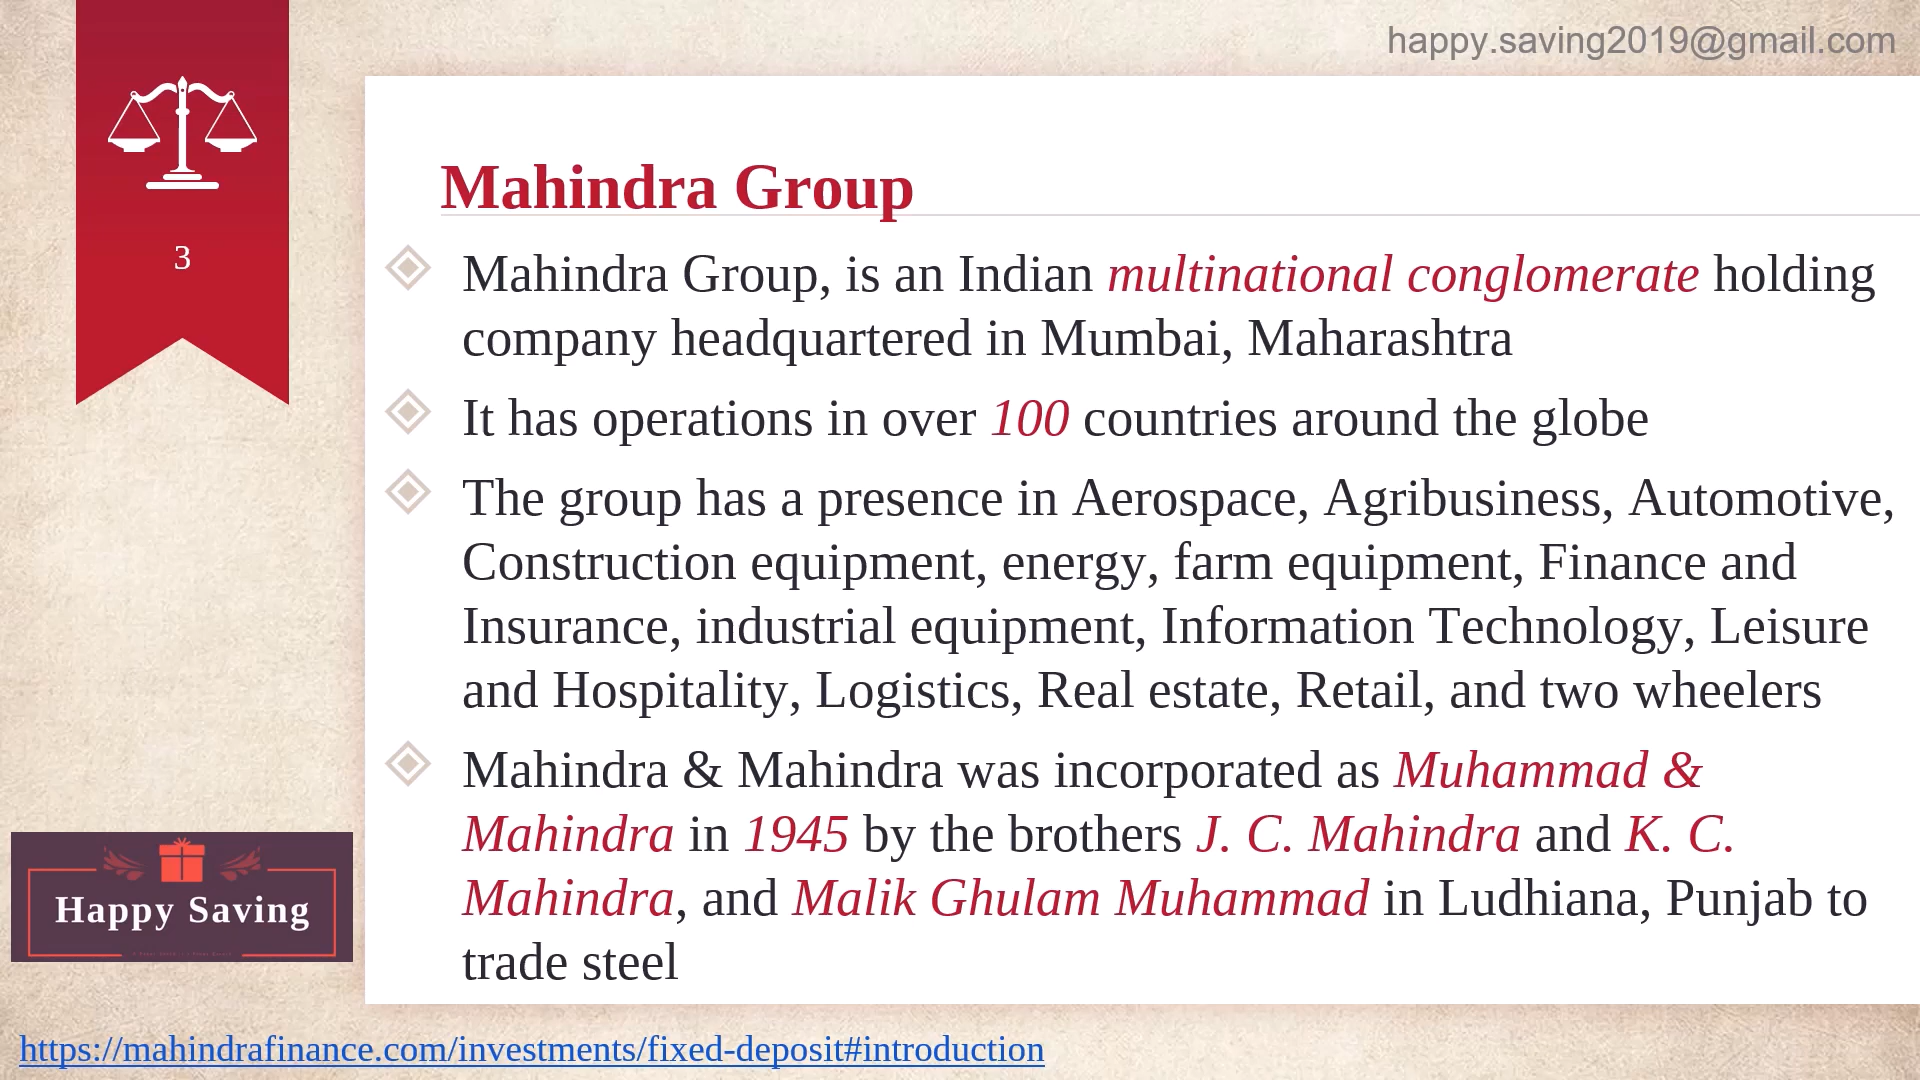 happy.saving2019@gmail.com
3
Mahindra Group
Mahindra Group, is an Indian multinational conglomerate holding
company headquartered in Mumbai, Maharashtra
It has operations in over 100 countries around the globe
The group has a presence in Aerospace, Agribusiness, Automotive,
Construction equipment, energy, farm equipment, Finance and
Insurance, industrial equipment, Information Technology, Leisure
and Hospitality, Logistics, Real estate, Retail, and two wheelers
Mahindra & Mahindra was incorporated as Muhammad &
Mahindra in 1945 by the brothers J. C. Mahindra and K. C.
Mahindra, and Malik Ghulam Muhammad in Ludhiana, Punjab to
trade steel
Happy Saving
https://mahindrafinance.com/investments/fixed-deposit#introduction